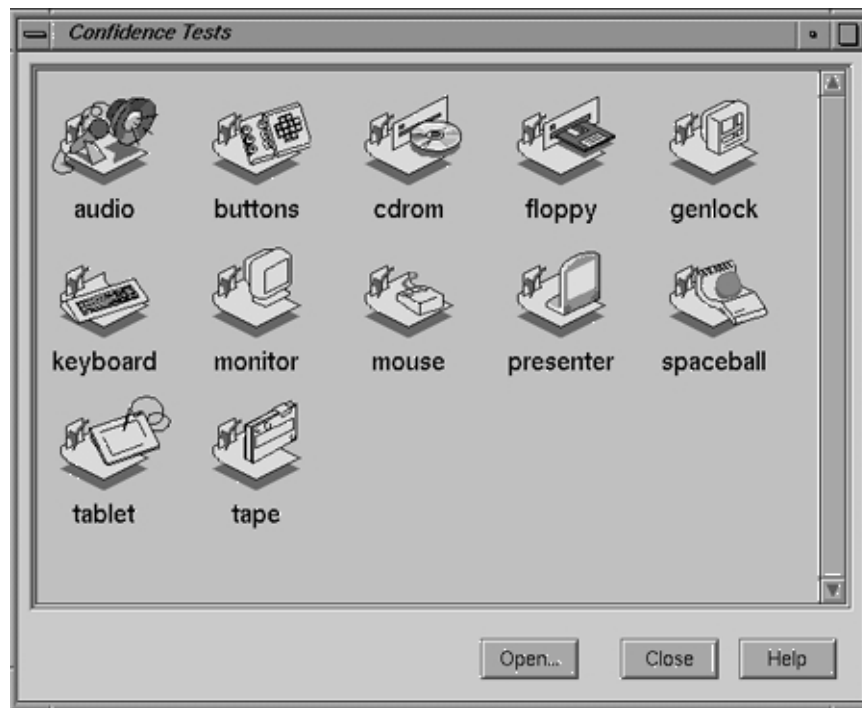 Confidence Tests
audio buttons cdrom floppy genlock
keyboard monitor mouse presenter spaceball
tablet tape
Open... Close Help